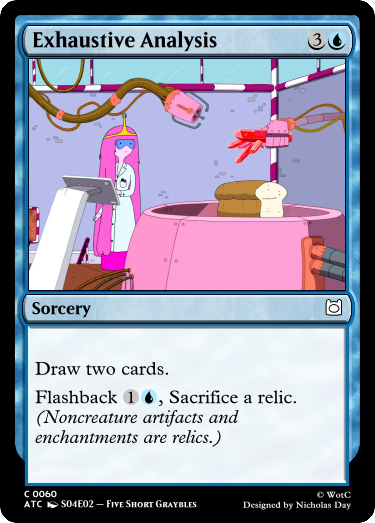 Exhaustive Analysis 3
Sorcery
Draw two cards.
Flashback 1, Sacrifice a relic.
(Noncreature artifacts and
enchantments are relics.)
C 0060
© WotC
ATC S04E02 – Five Short Graybles
Designed by Nicholas Day